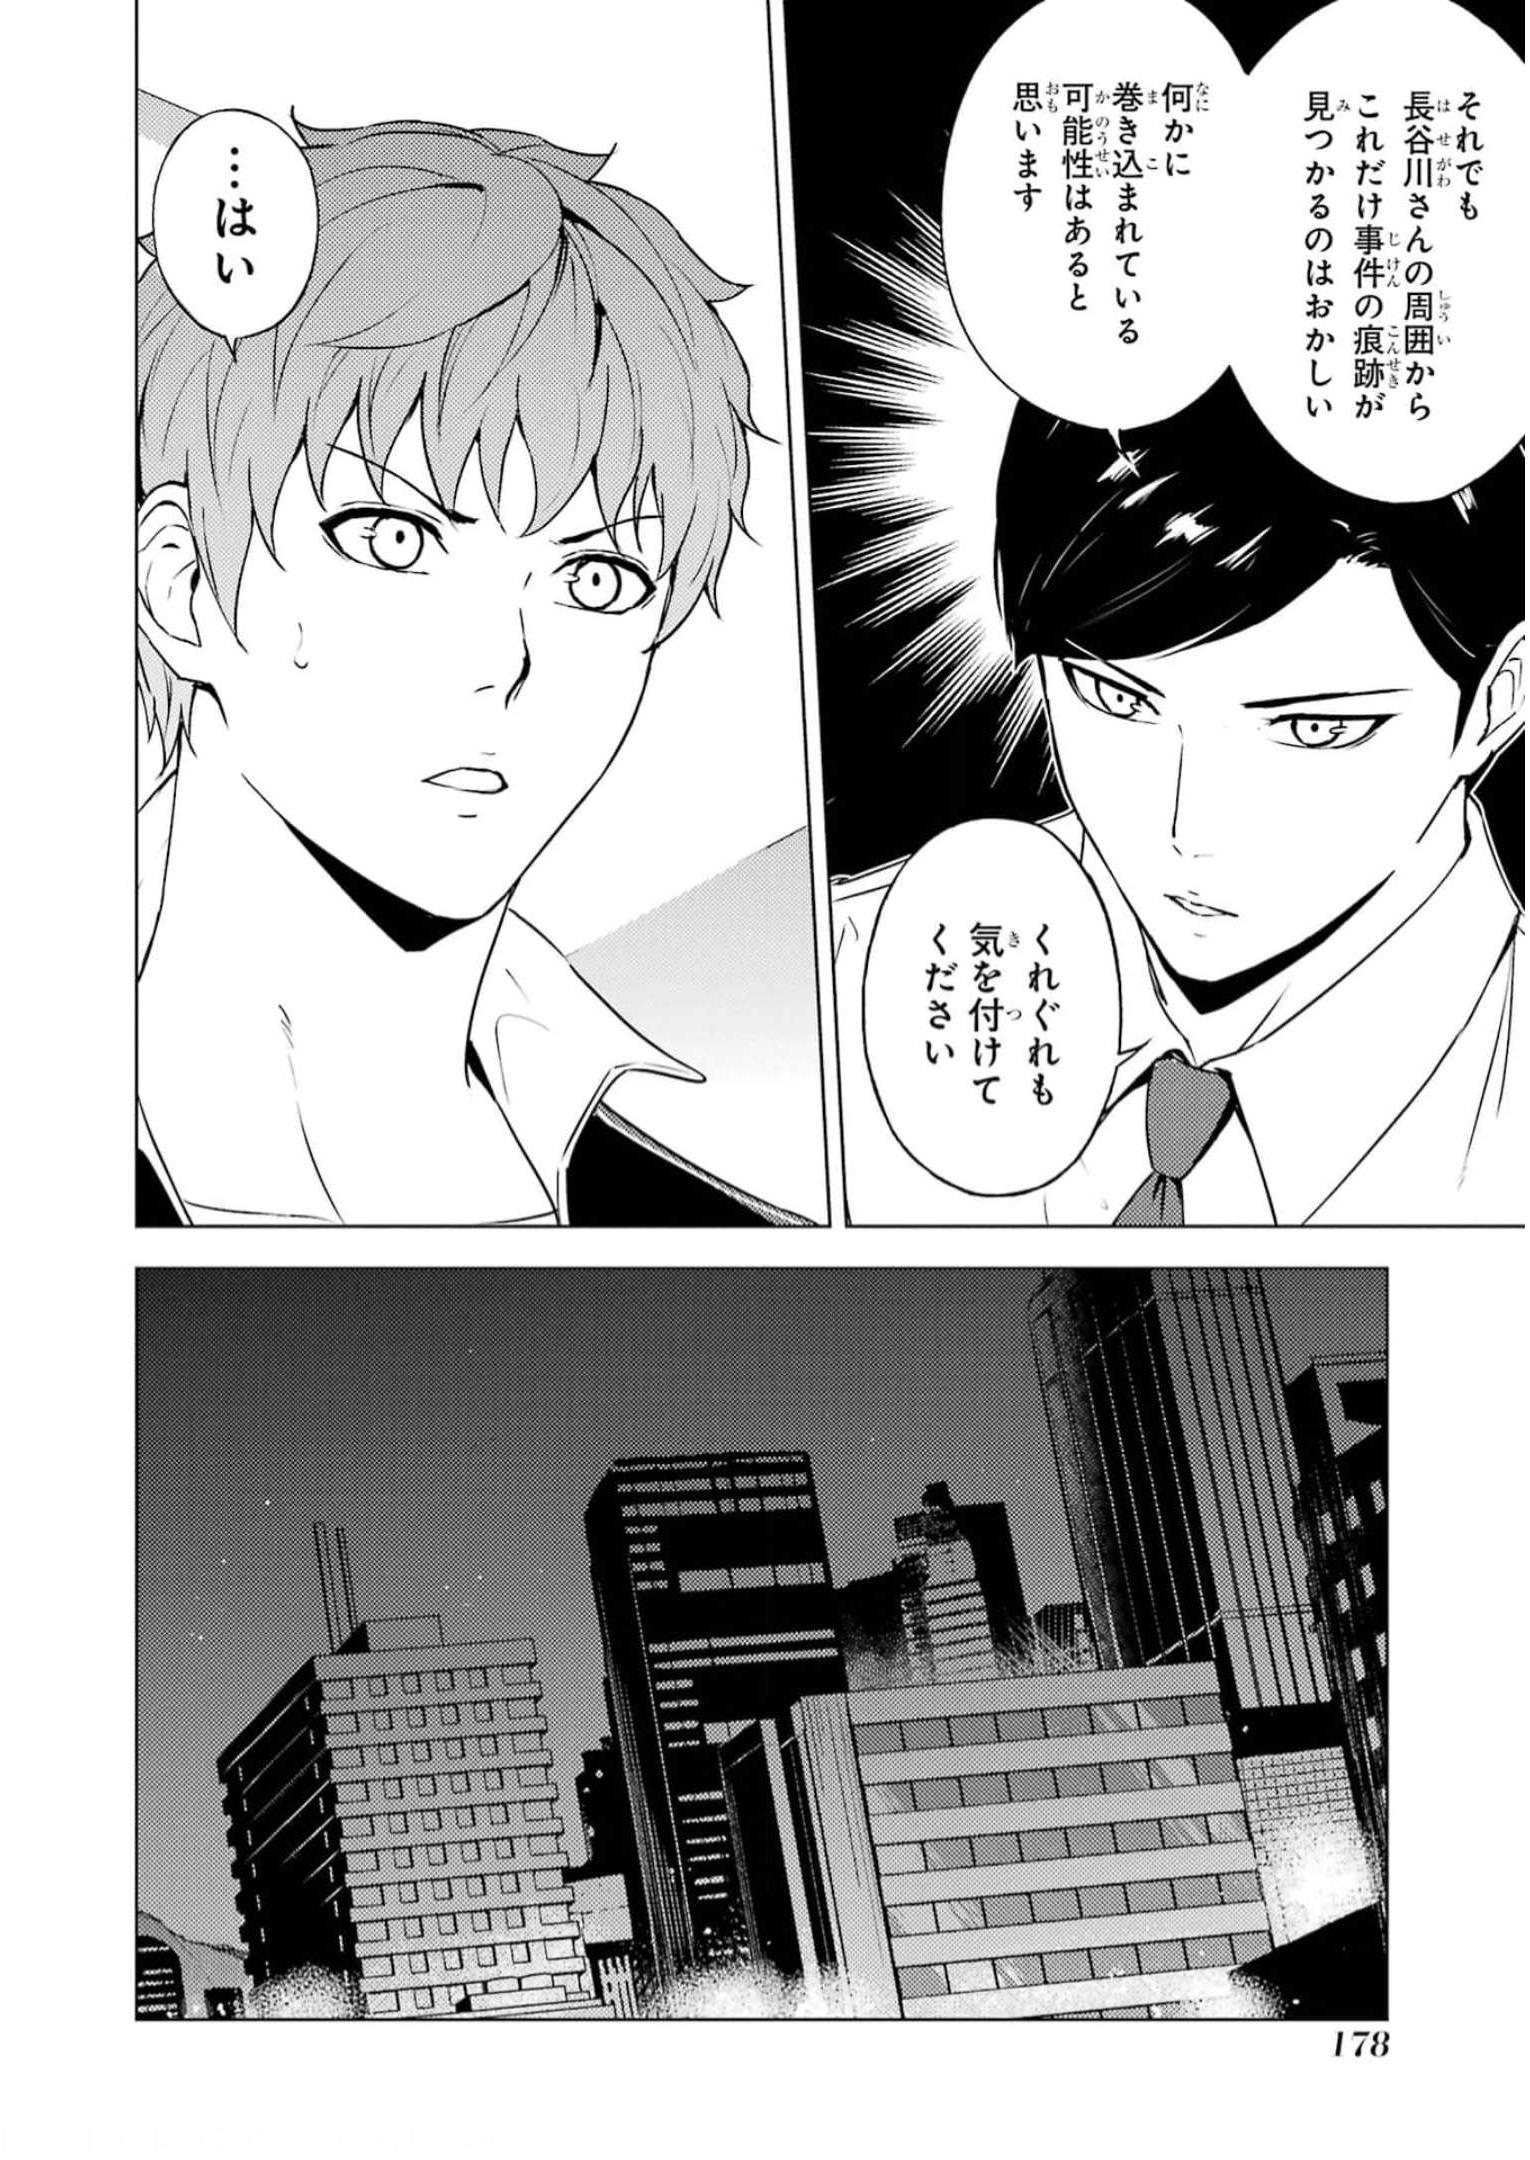 それでも
長谷川さんの周囲から
これだけ事件の痕跡が
見つかるのはおかしい
何かに
巻き込まれている
可能性はあると
思います
くれぐれも
気を付けて
ください
…はい
178